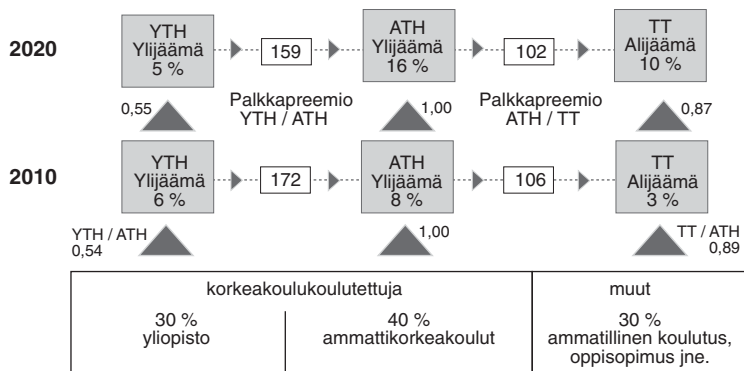 2020
YTH
Ylijäämä
5 %
159
ATH
Ylijäämä
16 %
102
TT
Alijäämä
10 %
0,55
Palkkapreemio
YTH / ATH
1,00
Palkkapreemio
ATH / TT
0,87
2010
YTH
Ylijäämä
6 %
172
ATH
Ylijäämä
8 %
106
TT
Alijäämä
3 %
YTH / ATH
0,54
1,00
TT / ATH
0,89
korkeakoulukoulutettuja
muut
30 %
yliopisto
40 %
ammattikorkeakoulut
30 %
ammatillinen koulutus,
oppisopimus jne.